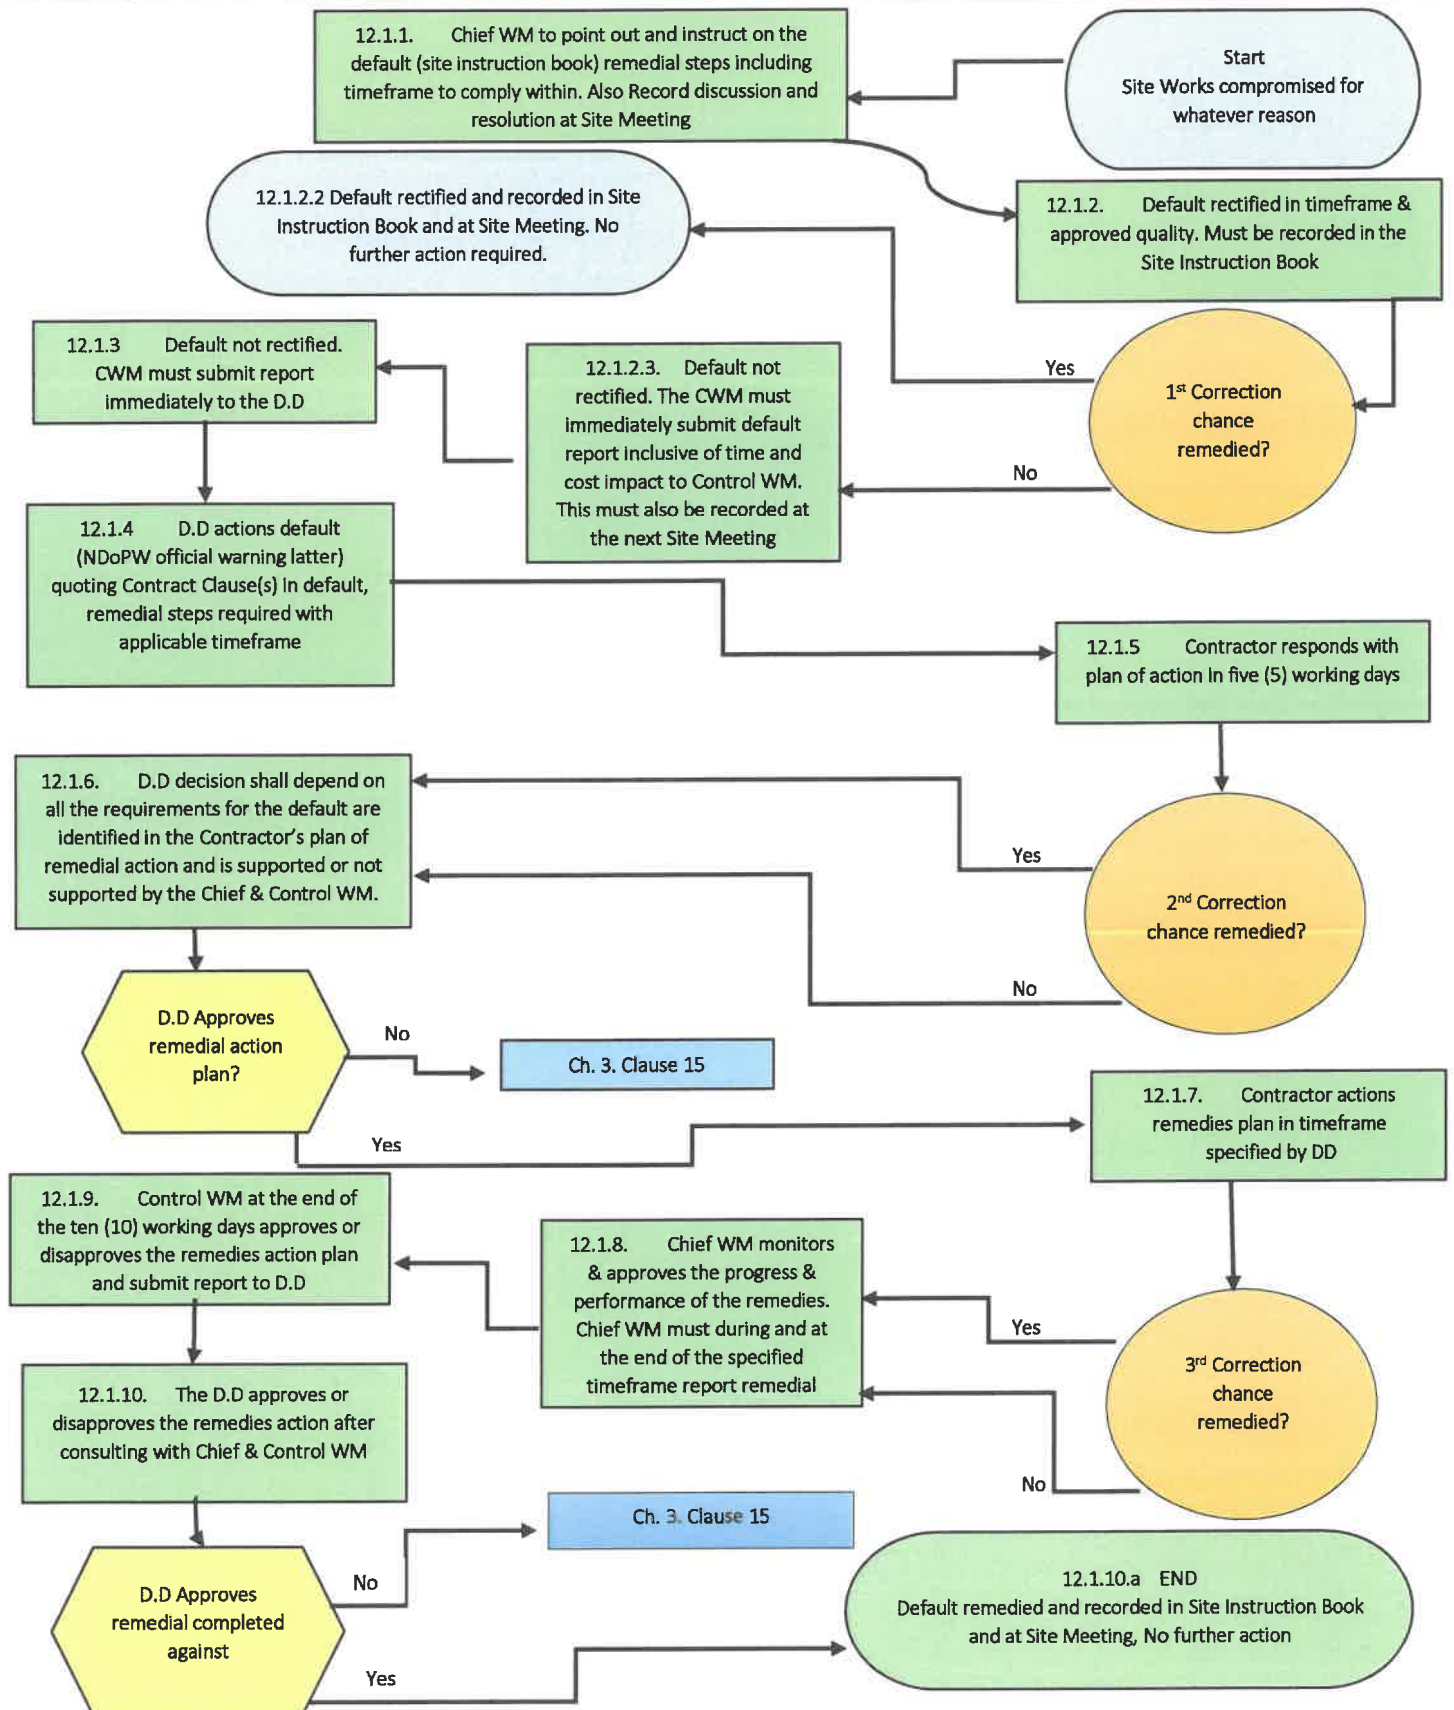 Start
Site Works compromised for
whatever reason
12.1.1. Chief WM to point out and instruct on the
default (site instruction book) remedial steps including
timeframe to comply within. Also Record discussion and
resolution at Site Meeting
12.1.2. Default rectified in timeframe &
approved quality. Must be recorded in the
Site Instruction Book
12.1.2.2 Default rectified and recorded in Site
Instruction Book and at Site Meeting. No
further action required.
1st Correction
chance
remedied?
Yes
No
12.1.2.3. Default not
rectified. The CWM must
immediately submit default
report inclusive of time and
cost impact to Control WM.
This must also be recorded at
the next Site Meeting
12.1.3 Default not rectified.
CWM must submit report
immediately to the D.D
12.1.4 D.D actions default
(NDoPW official warning latter)
quoting Contract Clause(s) in default,
remedial steps required with
applicable timeframe
12.1.5 Contractor responds with
plan of action in five (5) working days
2nd Correction
chance remedied?
Yes
No
12.1.6. D.D decision shall depend on
all the requirements for the default are
identified in the Contractor's plan of
remedial action and is supported or not
supported by the Chief & Control WM.
D.D Approves
remedial action
plan?
No
Ch. 3. Clause 15
Yes
12.1.7. Contractor actions
remedies plan in timeframe
specified by DD
3rd Correction
chance
remedied?
Yes
No
12.1.8. Chief WM monitors
& approves the progress &
performance of the remedies.
Chief WM must during and at
the end of the specified
timeframe report remedial
12.1.9. Control WM at the end of
the ten (10) working days approves or
disapproves the remedies action plan
and submit report to D.D
12.1.10. The D.D approves or
disapproves the remedies action after
consulting with Chief & Control WM
D.D Approves
remedial completed
against
No
Ch. 3. Clause 15
Yes
12.1.10.a END
Default remedied and recorded in Site Instruction Book
and at Site Meeting, No further action